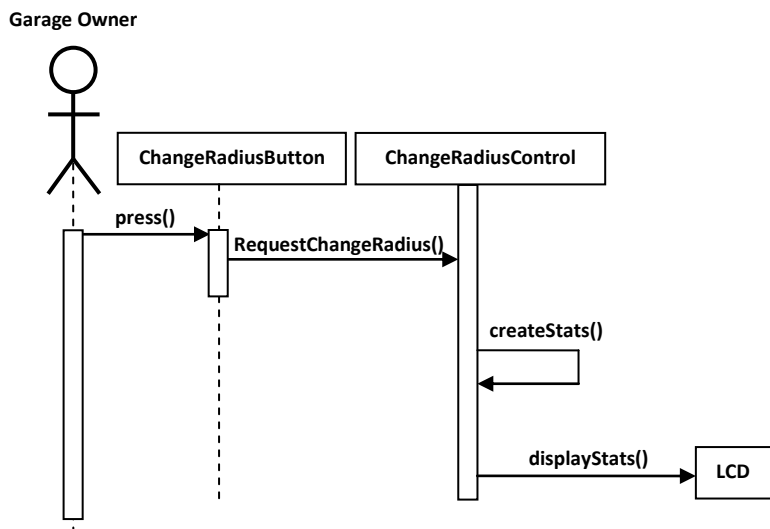 Garage Owner
ChangeRadiusButton
ChangeRadiusControl
press()
RequestChangeRadius()
createStats()
displayStats()
LCD